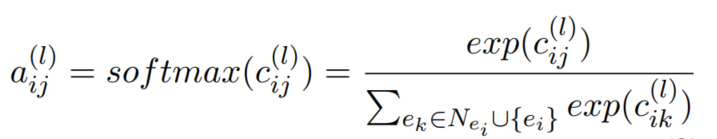 $a_{ij}^{(l)} = softmax(c_{ij}^{(l)}) = \frac{exp(c_{ij}^{(l)})}{\sum_{e_k \in N_{e_i} \cup \{e_i\}} exp(c_{ik}^{(l)})}$